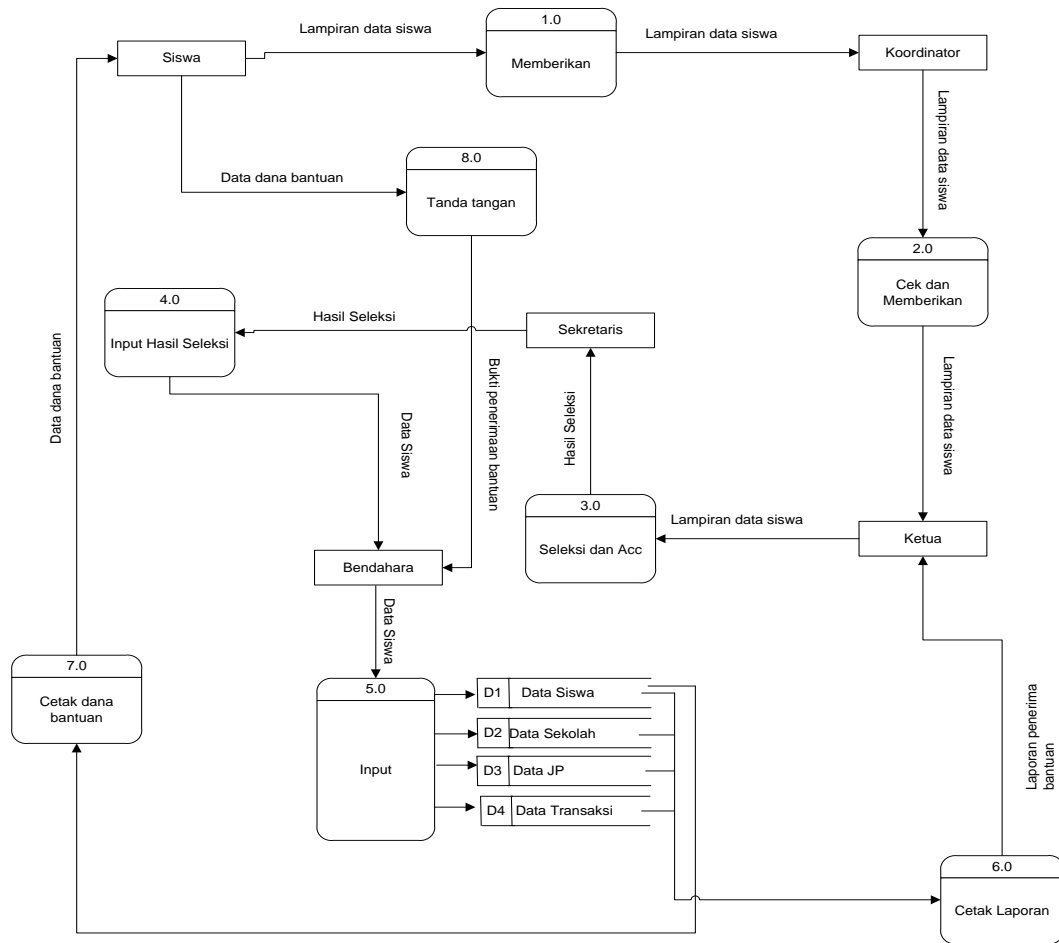 1.0
Memberikan
Lampiran data siswa
Lampiran data siswa
Siswa
Koordinator
Lampiran data siswa
8.0
Tanda tangan
Data dana bantuan
2.0
Cek dan
Memberikan
4.0
Input Hasil Seleksi
Hasil Seleksi
Sekretaris
Data dana bantuan
Bukti penerimaan bantuan
Hasil Seleksi
Lampiran data siswa
Data Siswa
3.0
Seleksi dan Acc
Lampiran data siswa
Ketua
Bendahara
Data Siswa
7.0
Cetak dana
bantuan
5.0
Input
D1 Data Siswa
D2 Data Sekolah
D3 Data JP
D4 Data Transaksi
Laporan penerima
bantuan
6.0
Cetak Laporan